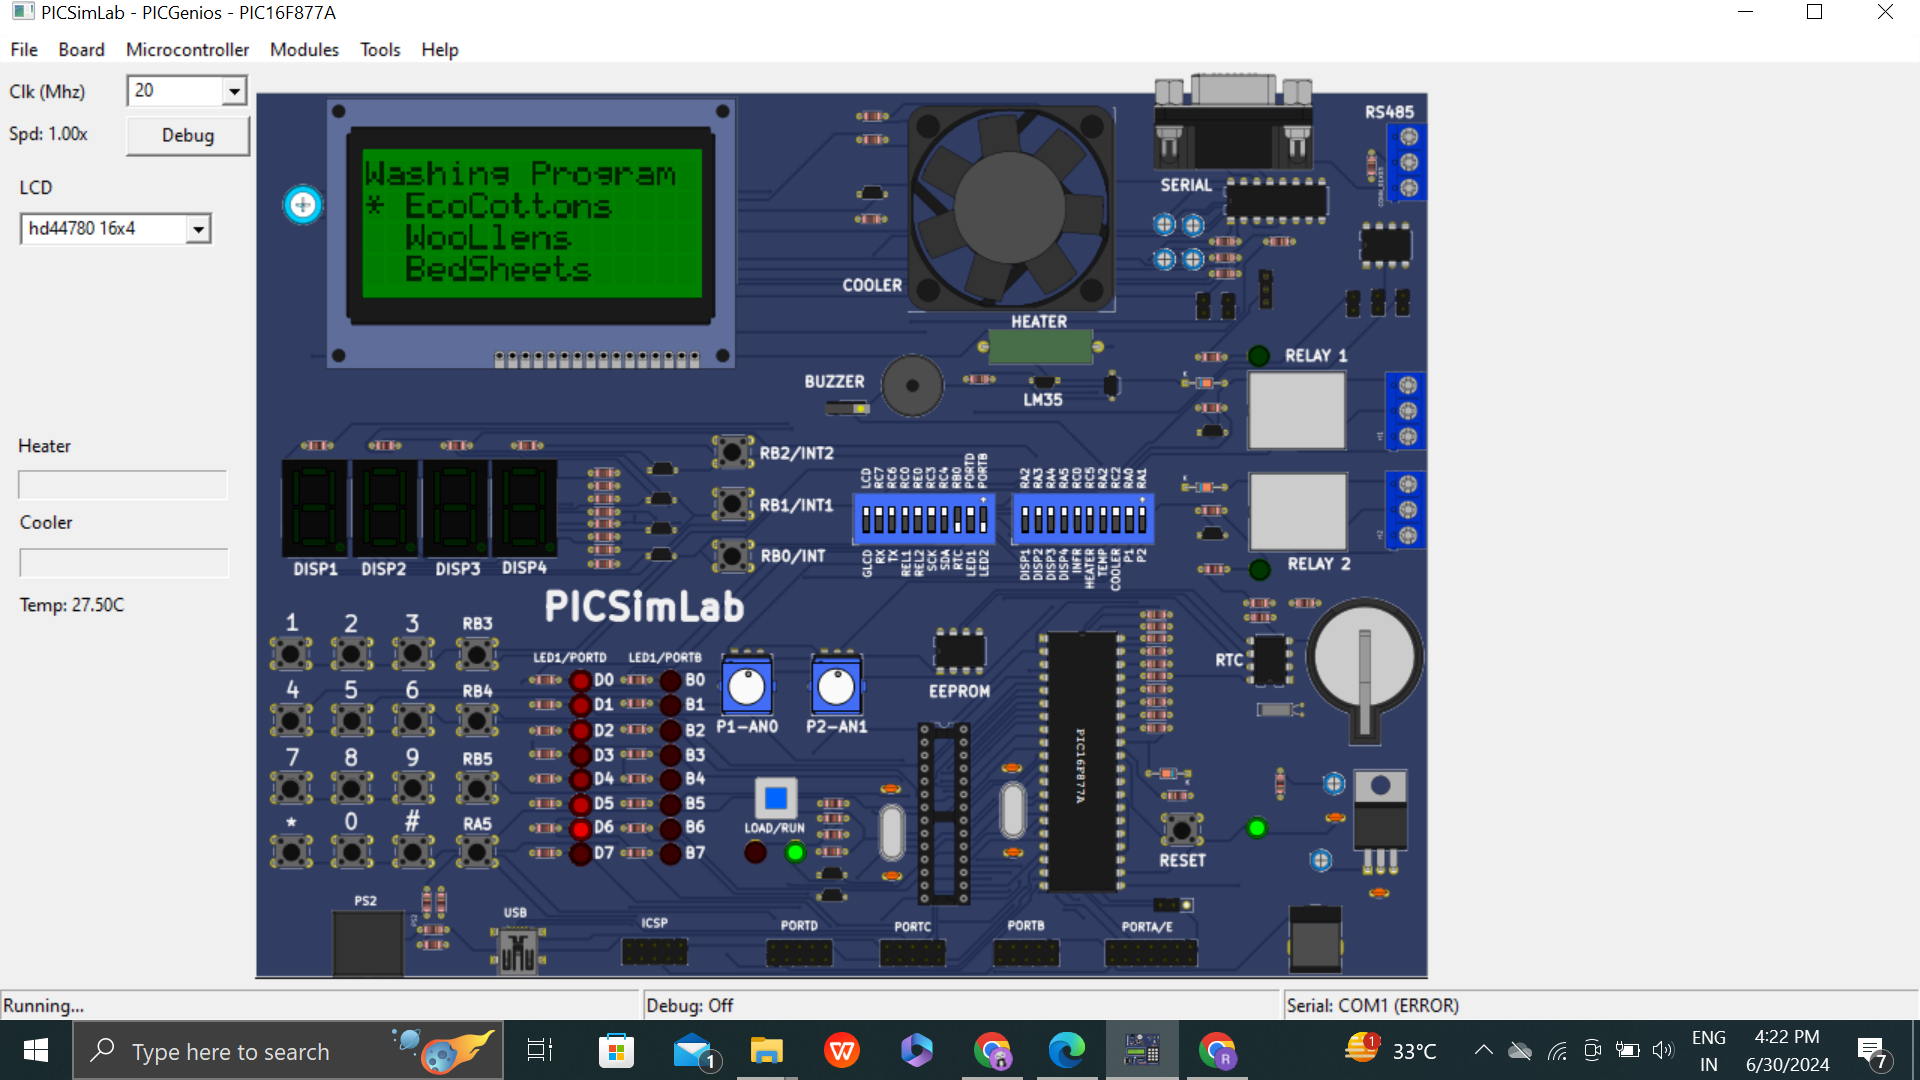 PICSimLab - PICGenios - PIC16F877A
File Board Microcontroller Modules Tools Help
Clk (Mhz) 20
Spd: 1.00x Debug
LCD
hd44780 16x4
Heater
Cooler
Temp: 27.50C
Washing Program
* EcoCottons
WooLlens
BedSheets
COOLER
HEATER
BUZZER
LM35
SERIAL
RS485
RELAY 1
RELAY 2
RB2/INT2
RB1/INT1
RB0/INT
LCD RC7 RC6 RC0 RE0 RC3 RC4 RB0 PORTD PORTB
GLCD RX TX REL1 REL2 SCK SDA RTC LED1 LED2
RA2 RA3 RA4 RA5 RC0 RC5 RA2 RC2 RA0 RA1
DISP1 DISP2 DISP3 DISP4 INFR HEATER TEMP COOLER P1 P2
DISP1 DISP2 DISP3 DISP4
PICSimLab
1 2 3 RB3
4 5 6 RB4
7 8 9 RB5
* 0 # RA5
LED1/PORTD LED1/PORTB
D0 B0
D1 B1
D2 B2
D3 B3
D4 B4
D5 B5
D6 B6
D7 B7
P1-AN0 P2-AN1
LOAD/RUN
EEPROM
PIC16F877A
RTC
RESET
PS2
USB
ICSP
PORTD
PORTC
PORTB
PORTA/E
Running... Debug: Off Serial: COM1 (ERROR)
Type here to search
1
1
33°C
ENG
IN
4:22 PM
6/30/2024
7